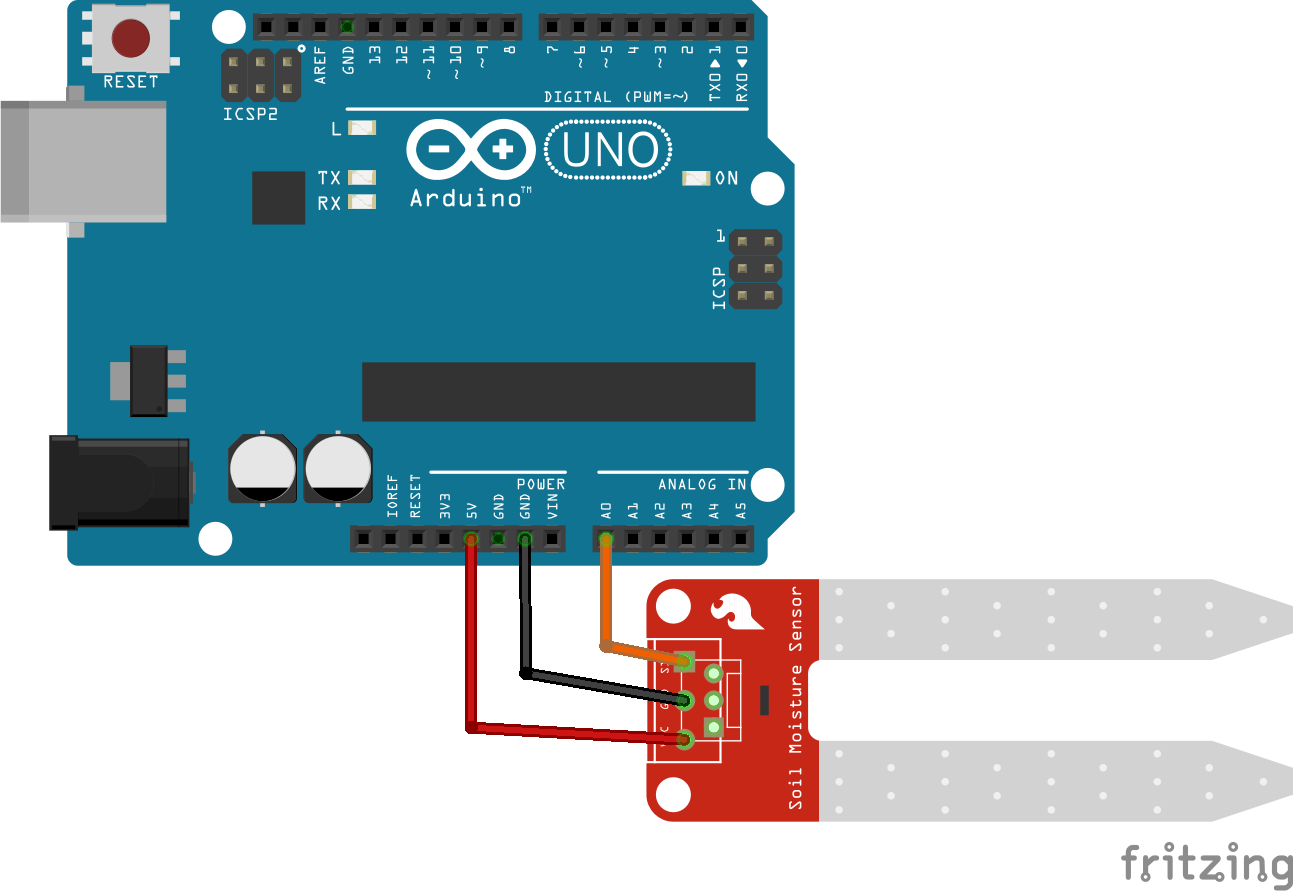 RESET
ICSP2
AREF
GND
13
12
~11
~10
~9
8
7
~6
~5
4
~3
2
TX0▶1
RX0◀0
DIGITAL (PWM=~)
L
TX
RX
Arduino™
UNO
ON
1
ICSP
POWER
ANALOG IN
IOREF
RESET
3V3
5V
GND
GND
VIN
A0
A1
A2
A3
A4
A5
Soil Moisture Sensor
fritzing